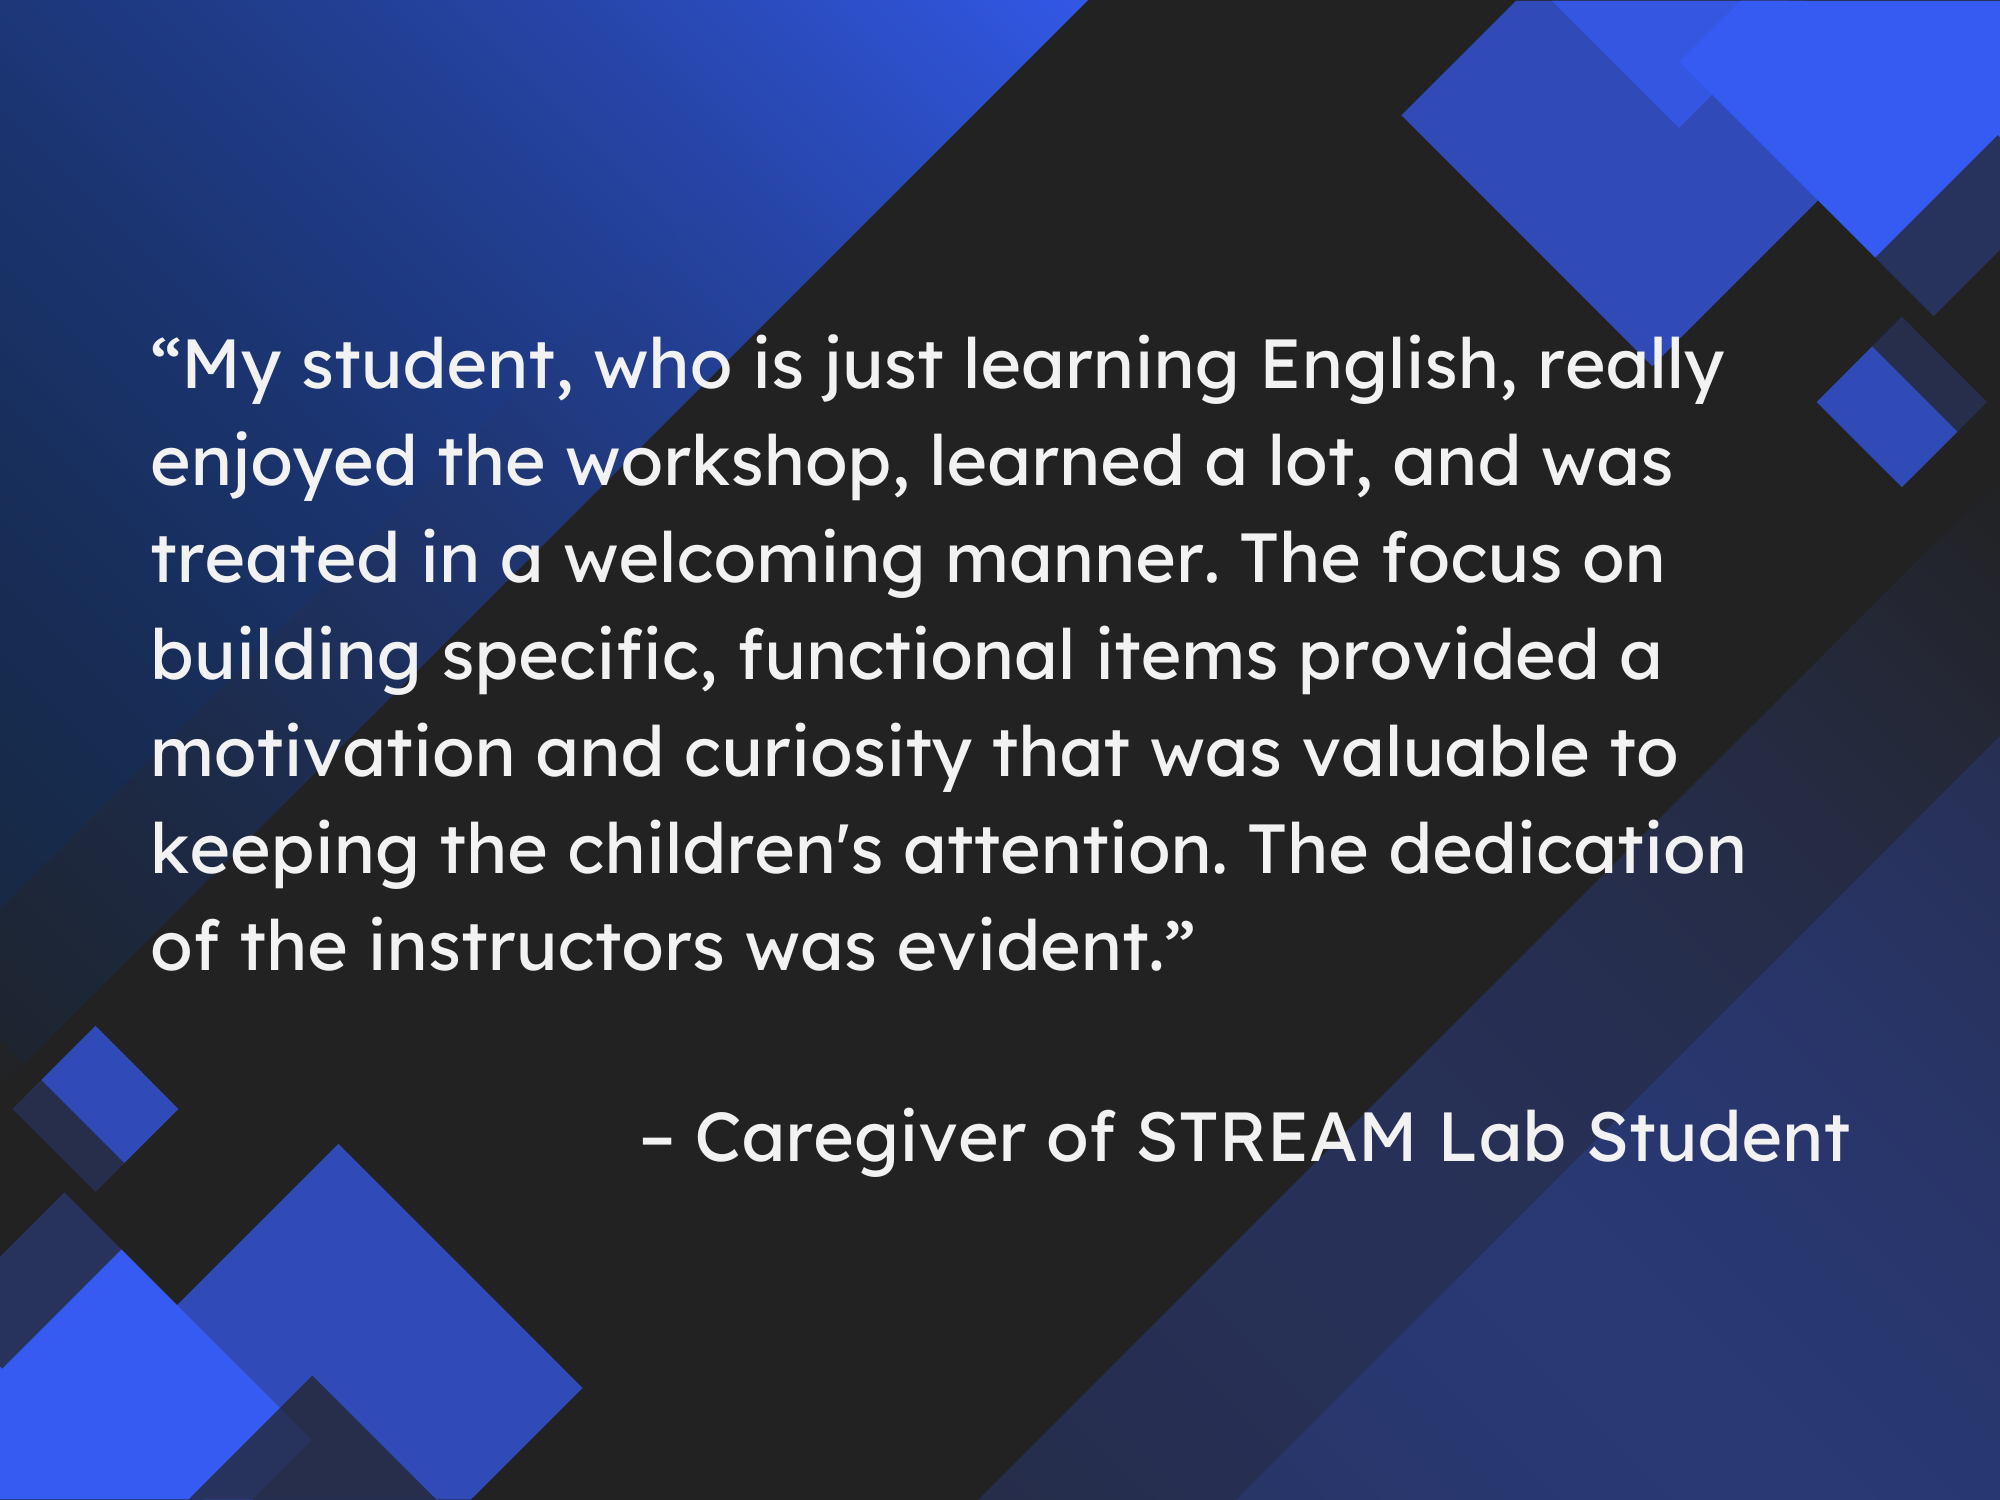 “My student, who is just learning English, really
enjoyed the workshop, learned a lot, and was
treated in a welcoming manner. The focus on
building specific, functional items provided a
motivation and curiosity that was valuable to
keeping the children's attention. The dedication
of the instructors was evident.”
– Caregiver of STREAM Lab Student